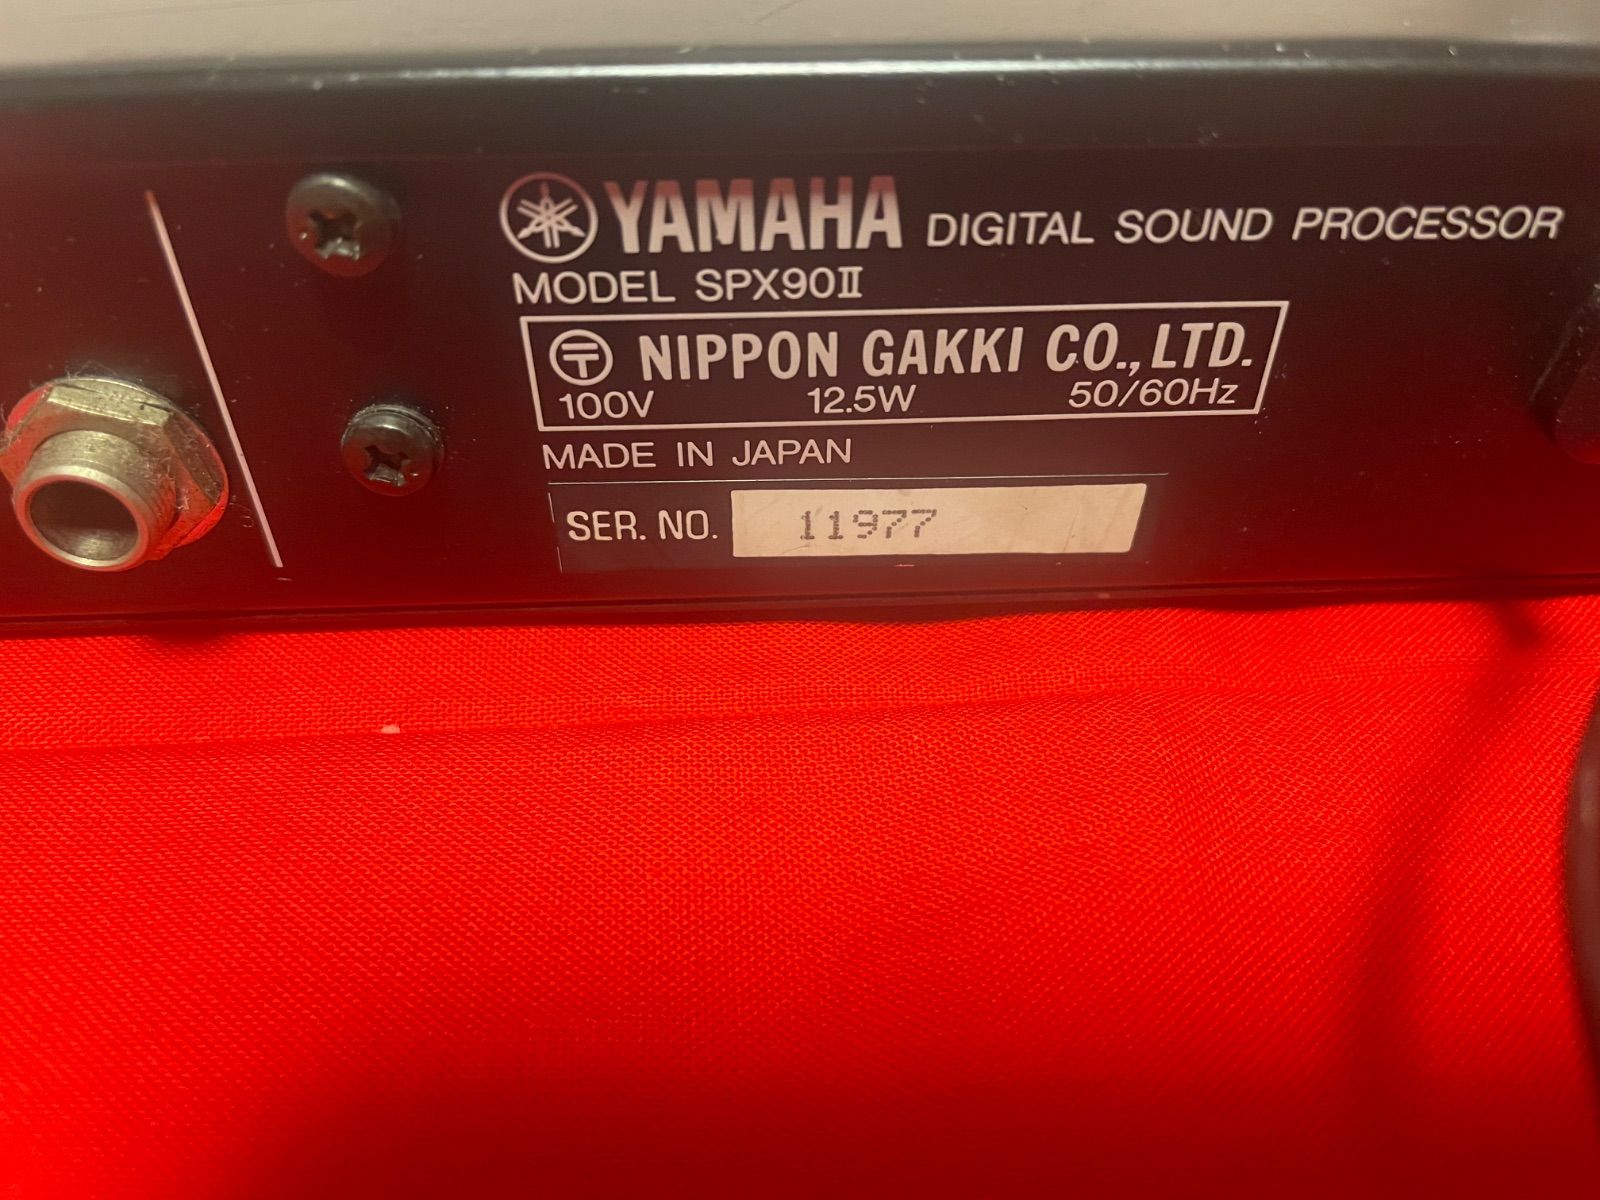 YAMAHA DIGITAL SOUND PROCESSOR
MODEL SPX90II
〒 NIPPON GAKKI CO., LTD.
100V 12.5W 50/60Hz
MADE IN JAPAN
SER. NO. 11977